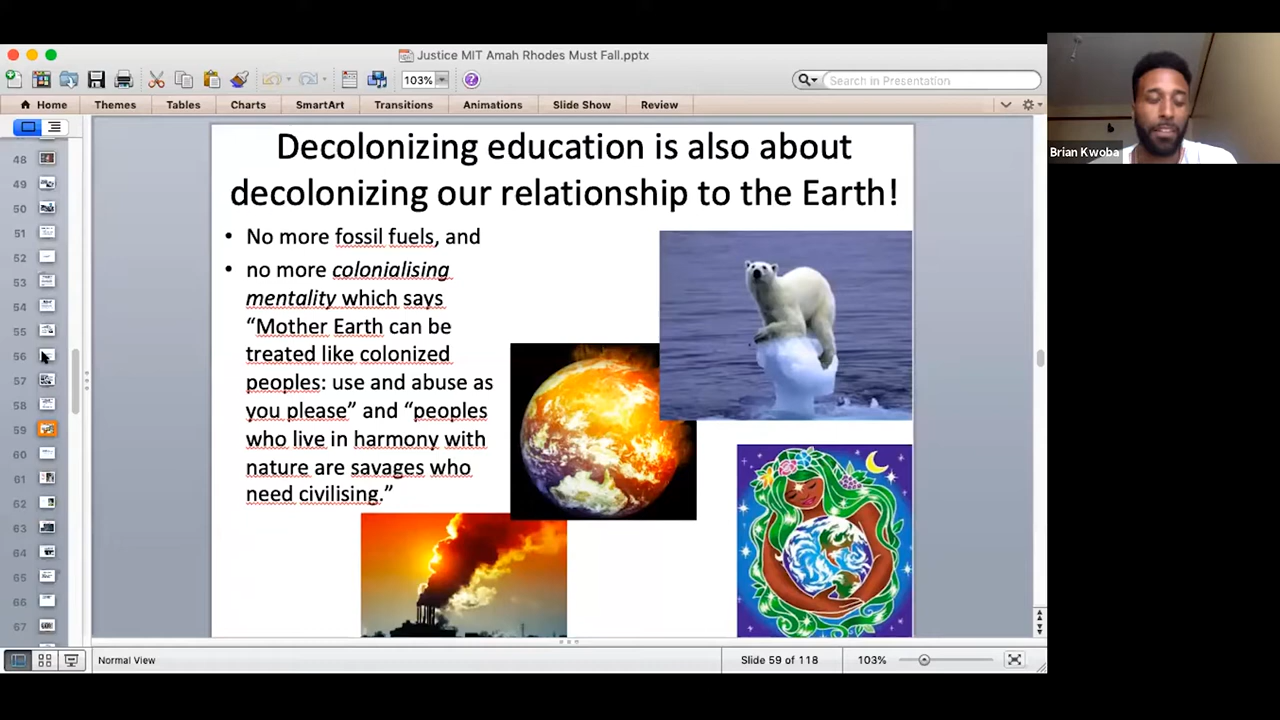 Justice MIT Amah Rhodes Must Fall.pptx
103%
Search in Presentation
Home
Themes
Tables
Charts
SmartArt
Transitions
Animations
Slide Show
Review
48
49
50
51
52
53
54
55
56
57
58
59
60
61
62
63
64
65
66
67
Decolonizing education is also about
decolonizing our relationship to the Earth!
• No more fossil fuels, and
• no more colonialising
mentality which says
“Mother Earth can be
treated like colonized
peoples: use and abuse as
you please” and “peoples
who live in harmony with
nature are savages who
need civilising.”
Brian Kwoba
Normal View
Slide 59 of 118
103%